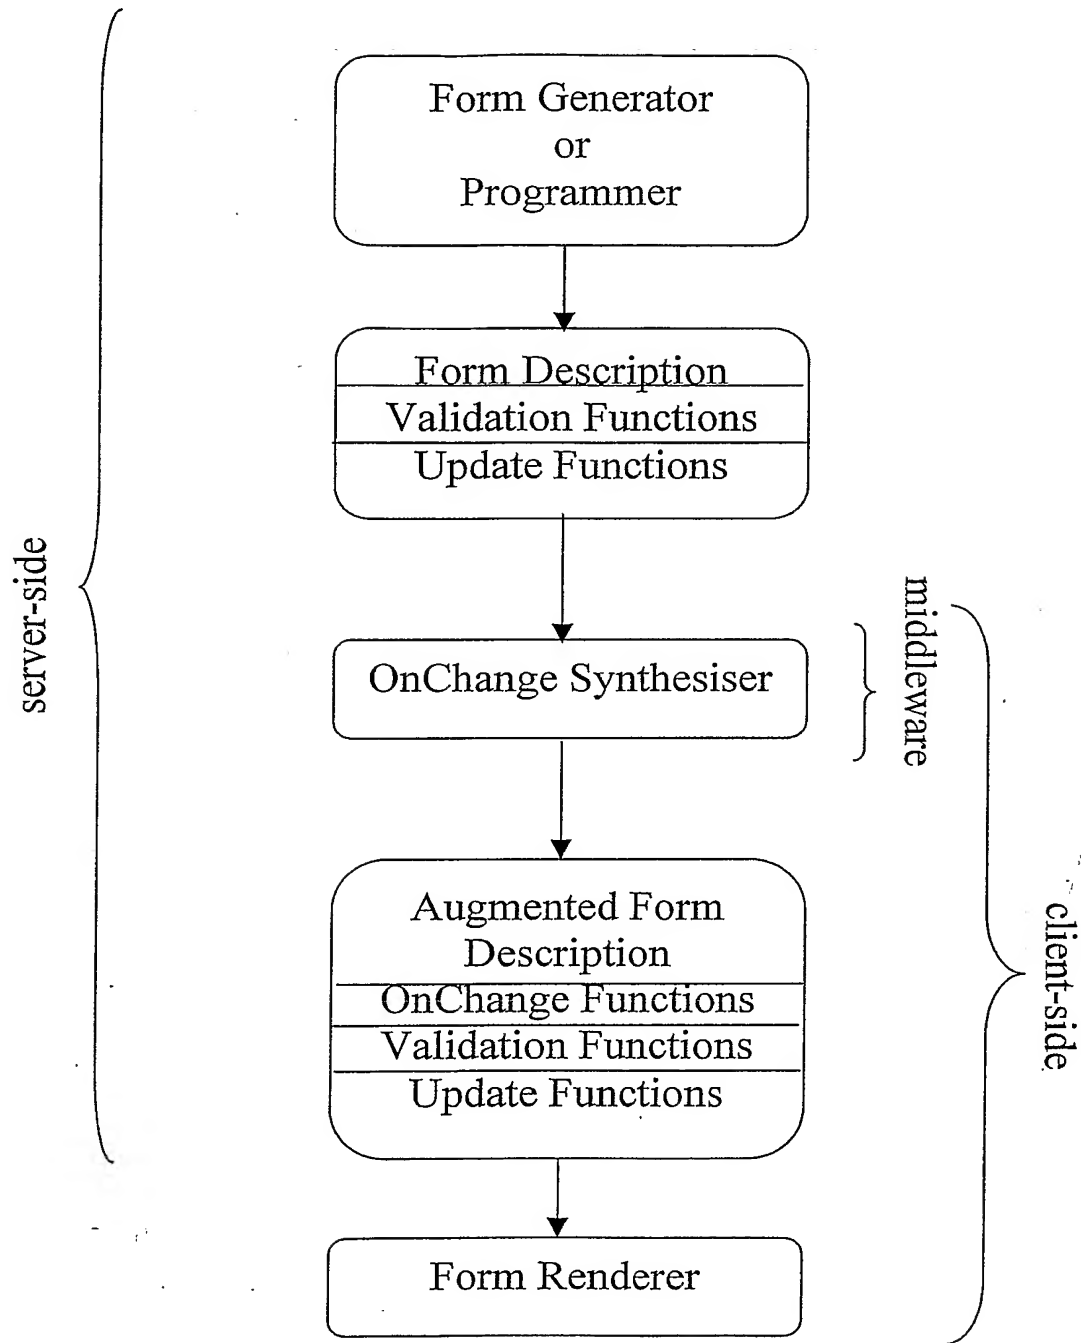 Form Generator
or
Programmer
Form Description
Validation Functions
Update Functions
server-side
middleware
OnChange Synthesiser
Augmented Form
Description
OnChange Functions
Validation Functions
Update Functions
client-side
Form Renderer